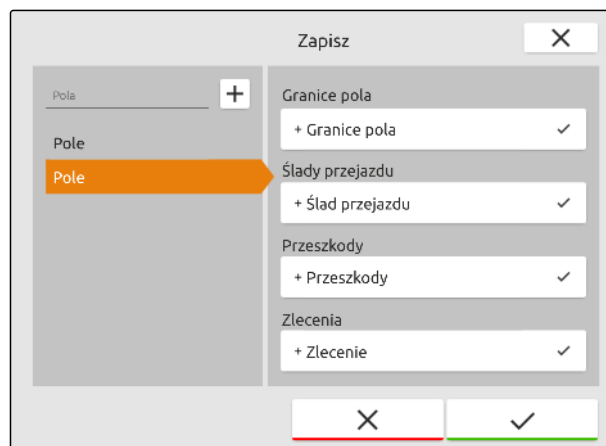 Zapisz
Pola
Pole
Pole
Granice pola
+ Granice pola
Ślady przejazdu
+ Ślad przejazdu
Przeszkody
+ Przeszkody
Zlecenia
+ Zlecenie